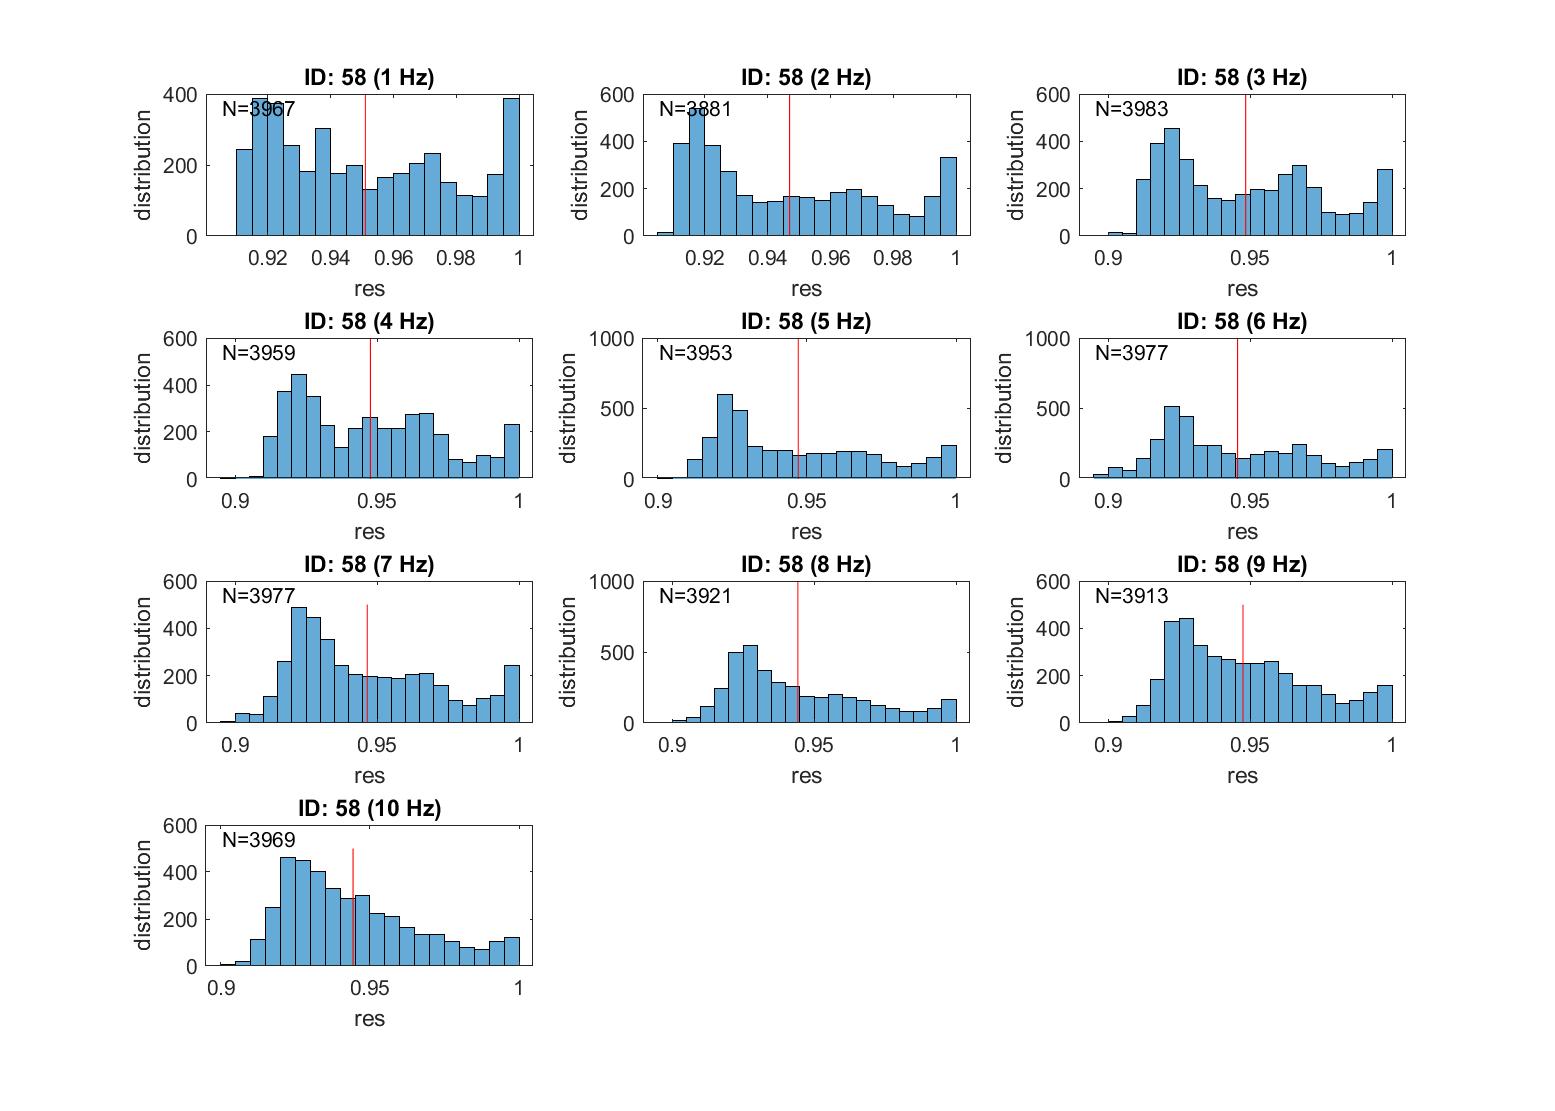 ID: 58 (1 Hz)
N=3967
distribution
400
200
0
0.92 0.94 0.96 0.98 1
res
ID: 58 (2 Hz)
N=3881
distribution
600
400
200
0
0.92 0.94 0.96 0.98 1
res
ID: 58 (3 Hz)
N=3983
distribution
600
400
200
0
0.9 0.95 1
res
ID: 58 (4 Hz)
N=3959
distribution
600
400
200
0
0.9 0.95 1
res
ID: 58 (5 Hz)
N=3953
distribution
1000
500
0
0.9 0.95 1
res
ID: 58 (6 Hz)
N=3977
distribution
1000
500
0
0.9 0.95 1
res
ID: 58 (7 Hz)
N=3977
distribution
600
400
200
0
0.9 0.95 1
res
ID: 58 (8 Hz)
N=3921
distribution
1000
500
0
0.9 0.95 1
res
ID: 58 (9 Hz)
N=3913
distribution
600
400
200
0
0.9 0.95 1
res
ID: 58 (10 Hz)
N=3969
distribution
600
400
200
0
0.9 0.95 1
res